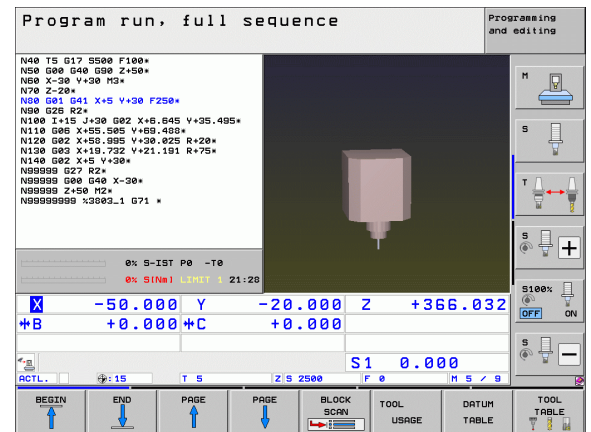 Program run, full sequence
Programming and editing
N40 T5 G17 S500 F100*
N50 G00 G40 G90 Z+50*
N60 X-30 Y+30 M3*
N70 Z-20*
N80 G01 G41 X+5 Y+30 F250*
N90 G26 R2*
N100 I+15 J+30 G02 X+6.645 Y+35.495*
N110 G06 X+55.505 Y+69.488*
N120 G02 X+58.995 Y+30.025 R+20*
N130 G03 X+19.732 Y+21.191 R+75*
N140 G02 X+5 Y+30*
N99999 G27 R2*
N99999 G00 G40 X-30*
N99999 Z+50 M2*
N99999999 %3803_1 G71 *
0% S-IST P0 -T0
0% S[Nm] LIMIT 1 21:28
X -50.000 Y -20.000 Z +366.032
B +0.000 C +0.000
S1 0.000
ACTL. : 15 T 5 Z S 2500 F 0 M 5 / 9
M
S
T
S
S100%
OFF ON
S
BEGIN
END
PAGE
PAGE
BLOCK SCAN
TOOL USAGE
DATUM TABLE
TOOL TABLE